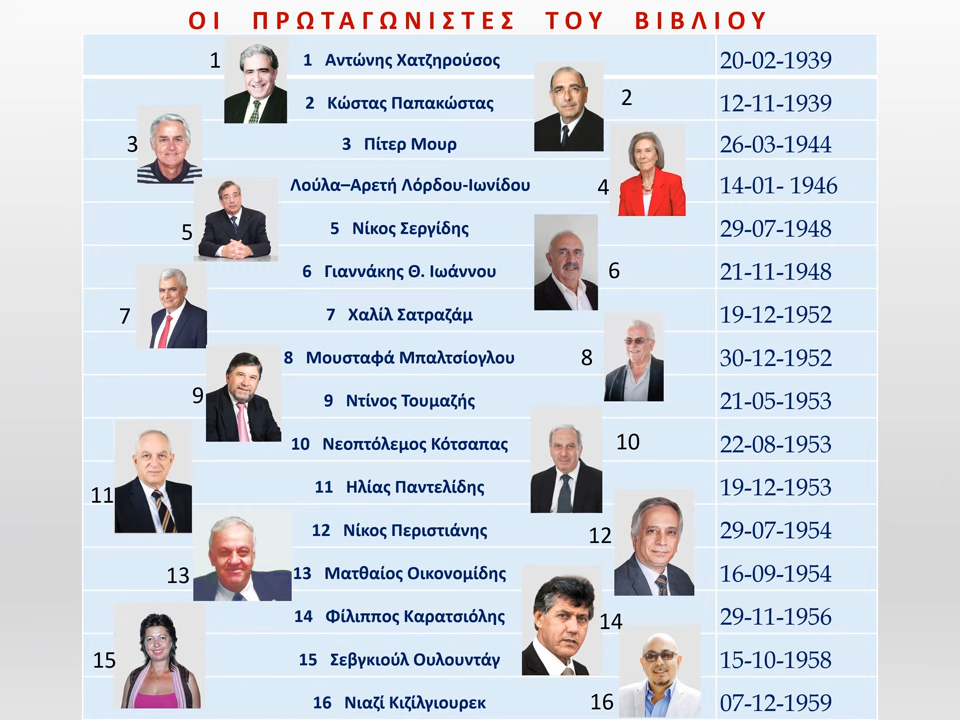 ΟΙ ΠΡΩΤΑΓΩΝΙΣΤΕΣ ΤΟΥ ΒΙΒΛΙΟΥ
1 1 Αντώνης Χατζηρούσος 20-02-1939
2 Κώστας Παπακώστας 2 12-11-1939
3 3 Πίτερ Μουρ 26-03-1944
Λούλα–Αρετή Λόρδου-Ιωνίδου 4 14-01- 1946
5 5 Νίκος Σεργίδης 29-07-1948
6 Γιαννάκης Θ. Ιωάννου 6 21-11-1948
7 7 Χαλίλ Σατραζάμ 19-12-1952
8 Μουσταφά Μπαλτσίογλου 8 30-12-1952
9 9 Ντίνος Τουμαζής 21-05-1953
10 Νεοπτόλεμος Κότσαπας 10 22-08-1953
11 11 Ηλίας Παντελίδης 19-12-1953
12 Νίκος Περιστιάνης 12 29-07-1954
13 13 Ματθαίος Οικονομίδης 16-09-1954
14 Φίλιππος Καρατσιόλης 14 29-11-1956
15 15 Σεβγκιούλ Ουλουντάγ 15-10-1958
16 Νιαζί Κιζίλγιουρεκ 16 07-12-1959